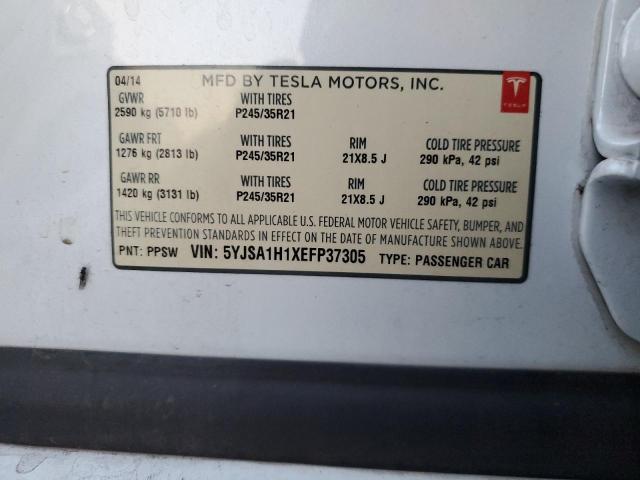 04/14 MFD BY TESLA MOTORS, INC.
TESLA
GVWR WITH TIRES
2590 kg (5710 lb) P245/35R21
GAWR FRT WITH TIRES RIM COLD TIRE PRESSURE
1276 kg (2813 lb) P245/35R21 21X8.5 J 290 kPa, 42 psi
GAWR RR WITH TIRES RIM COLD TIRE PRESSURE
1420 kg (3131 lb) P245/35R21 21X8.5 J 290 kPa, 42 psi
THIS VEHICLE CONFORMS TO ALL APPLICABLE U.S. FEDERAL MOTOR VEHICLE SAFETY, BUMPER, AND
THEFT PREVENTION STANDARDS IN EFFECT ON THE DATE OF MANUFACTURE SHOWN ABOVE.
PNT: PPSW VIN: 5YJSA1H1XEFP37305 TYPE: PASSENGER CAR